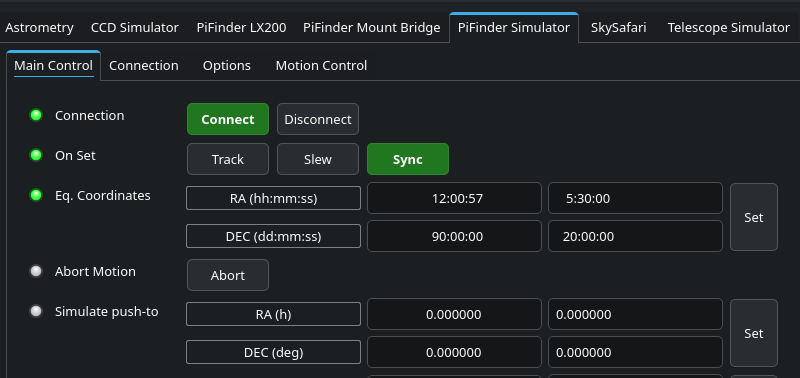 Astrometry CCD Simulator PiFinder LX200 PiFinder Mount Bridge PiFinder Simulator SkySafari Telescope Simulator
Main Control Connection Options Motion Control
Connection Connect Disconnect
On Set Track Slew Sync
Eq. Coordinates RA (hh:mm:ss) 12:00:57 5:30:00
Set
DEC (dd:mm:ss) 90:00:00 20:00:00
Abort Motion Abort
Simulate push-to RA (h) 0.000000 0.000000
Set
DEC (deg) 0.000000 0.000000